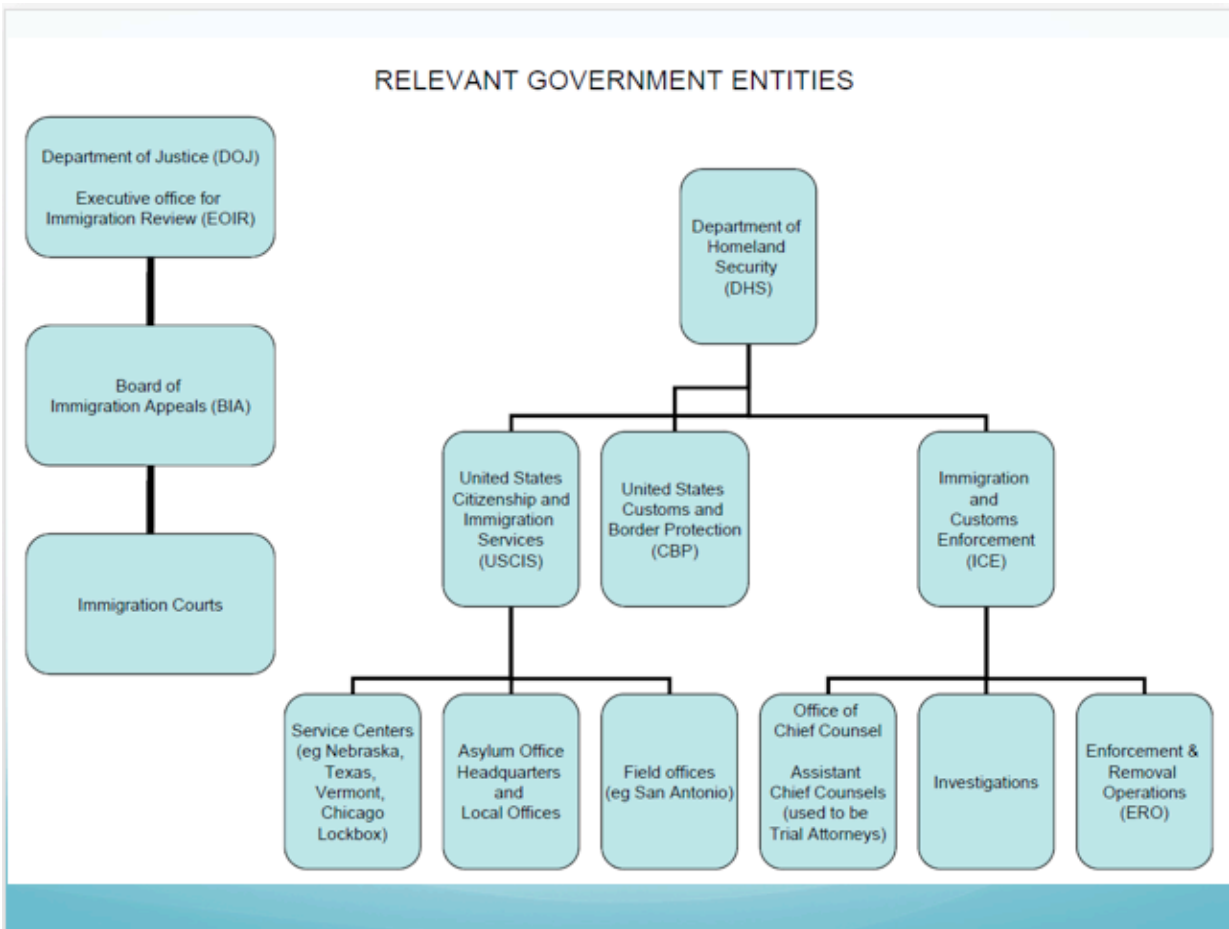 RELEVANT GOVERNMENT ENTITIES
Department of Justice (DOJ)
Executive office for
Immigration Review (EOIR)
Board of
Immigration Appeals (BIA)
Immigration Courts
Department of
Homeland
Security
(DHS)
United States
Citizenship and
Immigration
Services
(USCIS)
United States
Customs and
Border Protection
(CBP)
Immigration
and
Customs
Enforcement
(ICE)
Service Centers
(eg Nebraska,
Texas,
Vermont,
Chicago
Lockbox)
Asylum Office
Headquarters
and
Local Offices
Field offices
(eg San Antonio)
Office of
Chief Counsel
Assistant
Chief Counsels
(used to be
Trial Attorneys)
Investigations
Enforcement &
Removal
Operations
(ERO)